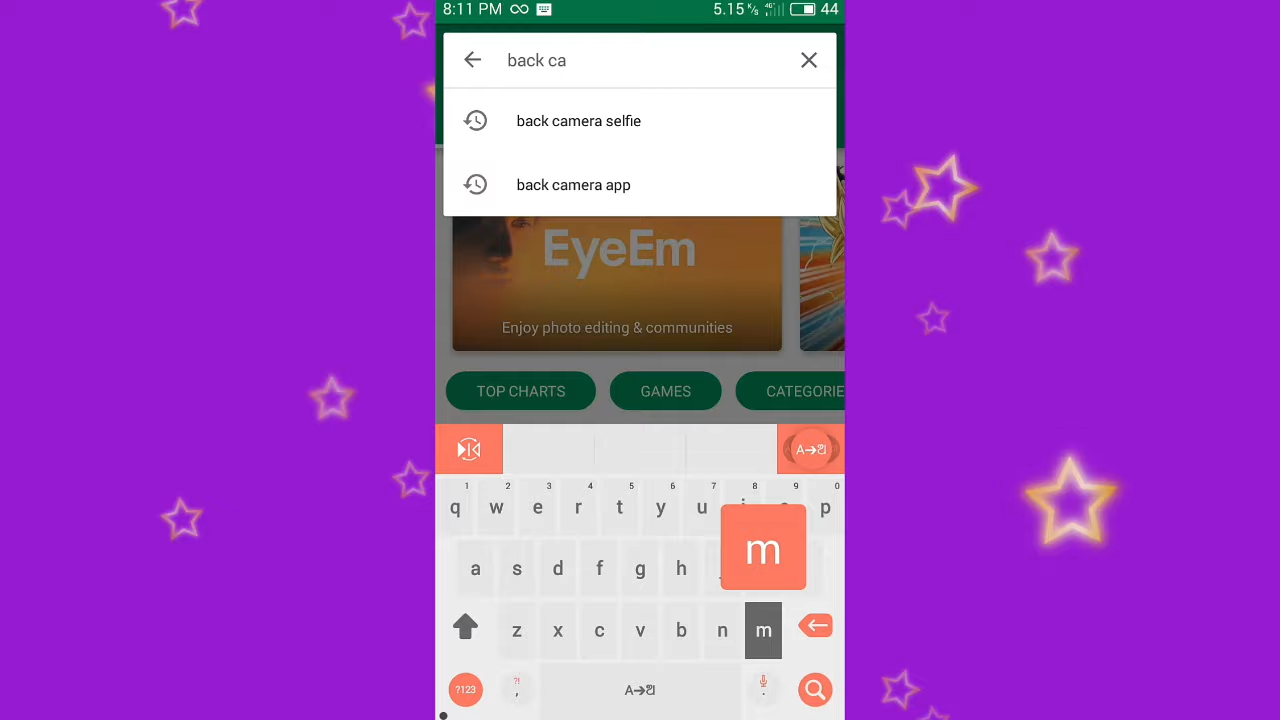 8:11 PM 5.15 K/s 4G 44
back ca
back camera selfie
back camera app
EyeEm
Enjoy photo editing & communities
TOP CHARTS GAMES CATEGORIE
1 2 3 4 5 6 7 8 9 0
q w e r t y u p
m
a s d f g h
z x c v b n m
?123 ?! , .